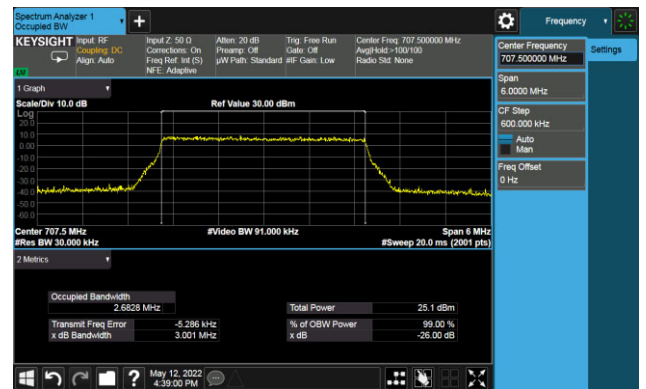 Spectrum Analyzer 1
Occupied BW
Frequency
KEYSIGHT
Input: RF
Coupling: DC
Align: Auto
Input Z: 50 Ω
Corrections: On
Freq Ref: Int (S)
NFE: Adaptive
Atten: 20 dB
Preamp: Off
µW Path: Standard
Trig: Free Run
Gate: Off
#IF Gain: Low
Center Freq: 707.500000 MHz
Avg|Hold:>100/100
Radio Std: None
LXI
Center Frequency
707.500000 MHz
Settings
Span
6.0000 MHz
CF Step
600.000 kHz
Auto
Man
Freq Offset
0 Hz
1 Graph
Scale/Div 10.0 dB
Ref Value 30.00 dBm
Log
20.0
10.0
0.00
-10.0
-20.0
-30.0
-40.0
-50.0
-60.0
Center 707.5 MHz
#Video BW 91.000 kHz
Span 6 MHz
#Res BW 30.000 kHz
#Sweep 20.0 ms (2001 pts)
2 Metrics
Occupied Bandwidth
2.6828 MHz
Total Power
25.1 dBm
Transmit Freq Error
-5.286 kHz
% of OBW Power
99.00 %
x dB Bandwidth
3.001 MHz
x dB
-26.00 dB
May 12, 2022
4:39:00 PM